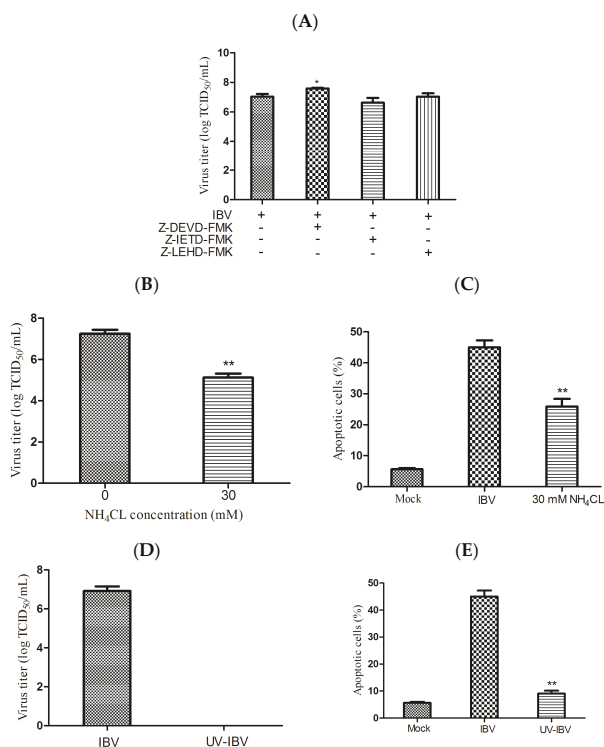 (A)
Virus titer (log TCID50/mL)
10
8
6
4
2
0
*
IBV + + + +
Z-DEVD-FMK - + - -
Z-IETD-FMK - - + -
Z-LEHD-FMK - - - +
(B)
Virus titer (log TCID50/mL)
8
6
4
2
0
**
0 30
NH4CL concentration (mM)
(C)
Apoptotic cells (%)
50
40
30
20
10
0
**
Mock IBV 30 mM NH4CL
(D)
Virus titer (log TCID50/mL)
8
6
4
2
0
IBV UV-IBV
(E)
Apoptotic cells (%)
50
40
30
20
10
0
**
Mock IBV UV-IBV